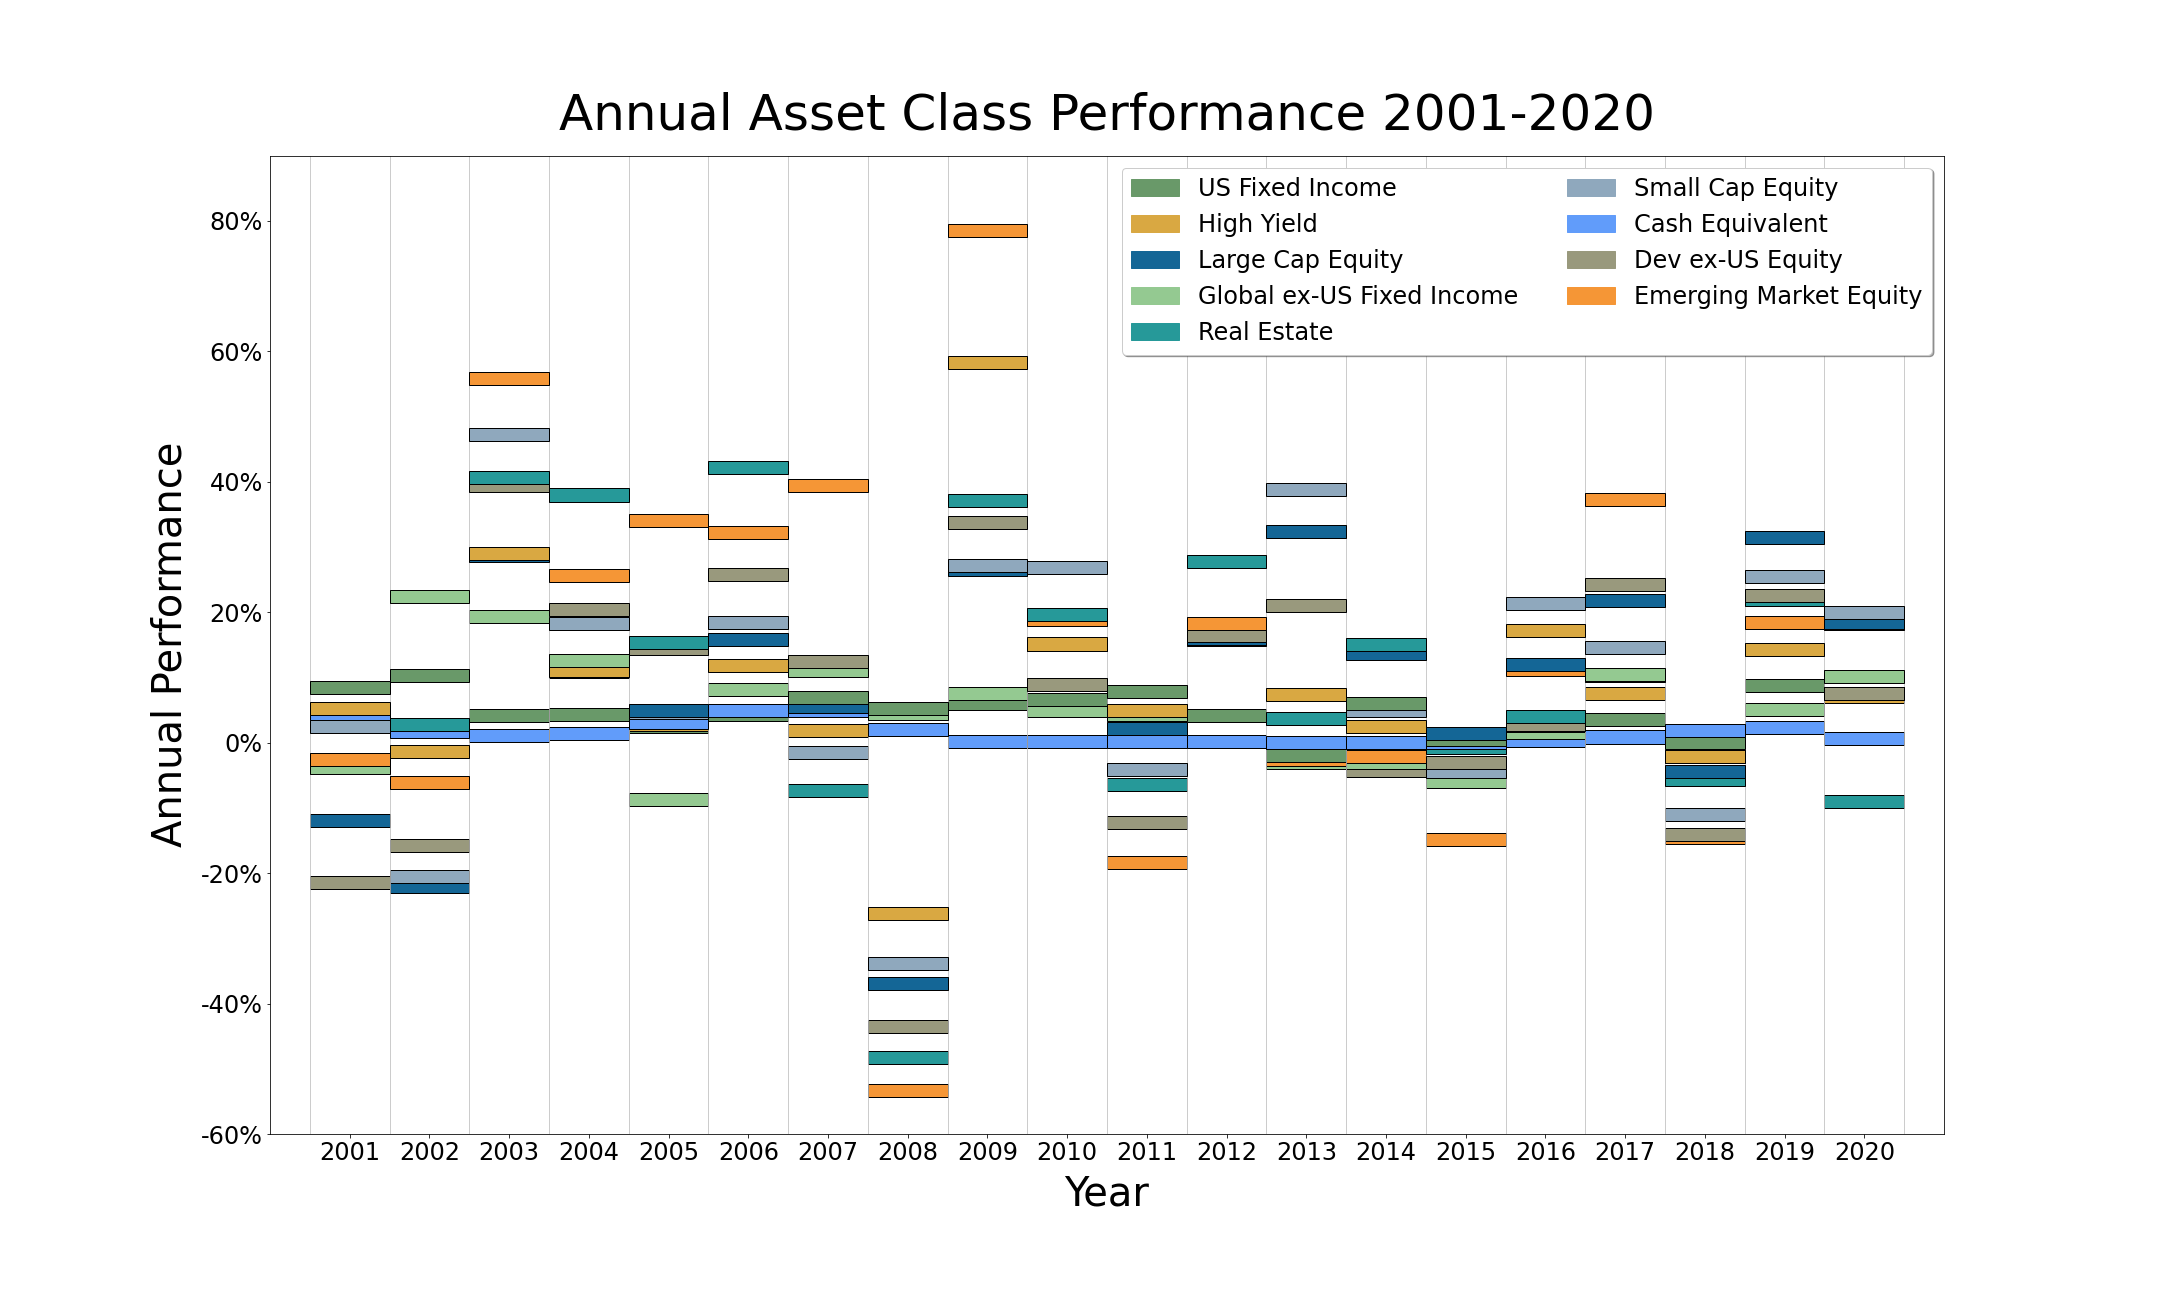 Annual Asset Class Performance 2001-2020
US Fixed Income
High Yield
Large Cap Equity
Global ex-US Fixed Income
Real Estate
Small Cap Equity
Cash Equivalent
Dev ex-US Equity
Emerging Market Equity
Annual Performance
80%
60%
40%
20%
0%
-20%
-40%
-60%
2001 2002 2003 2004 2005 2006 2007 2008 2009 2010 2011 2012 2013 2014 2015 2016 2017 2018 2019 2020
Year